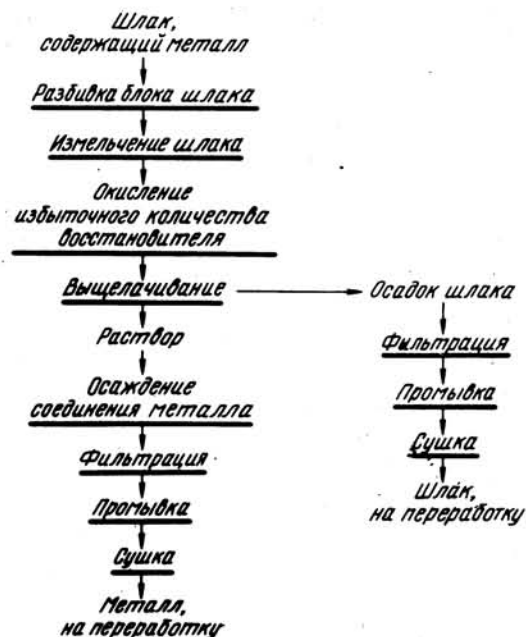 Шлак,
содержащий металл
Разбивка блока шлака
Измельчение шлака
Окисление
избыточного количества
восстановителя
Выщелачивание
Раствор
Осаждение
соединения металла
Фильтрация
Промывка
Сушка
Металл,
на переработку
Осадок шлака
Фильтрация
Промывка
Сушка
Шлак,
на переработку